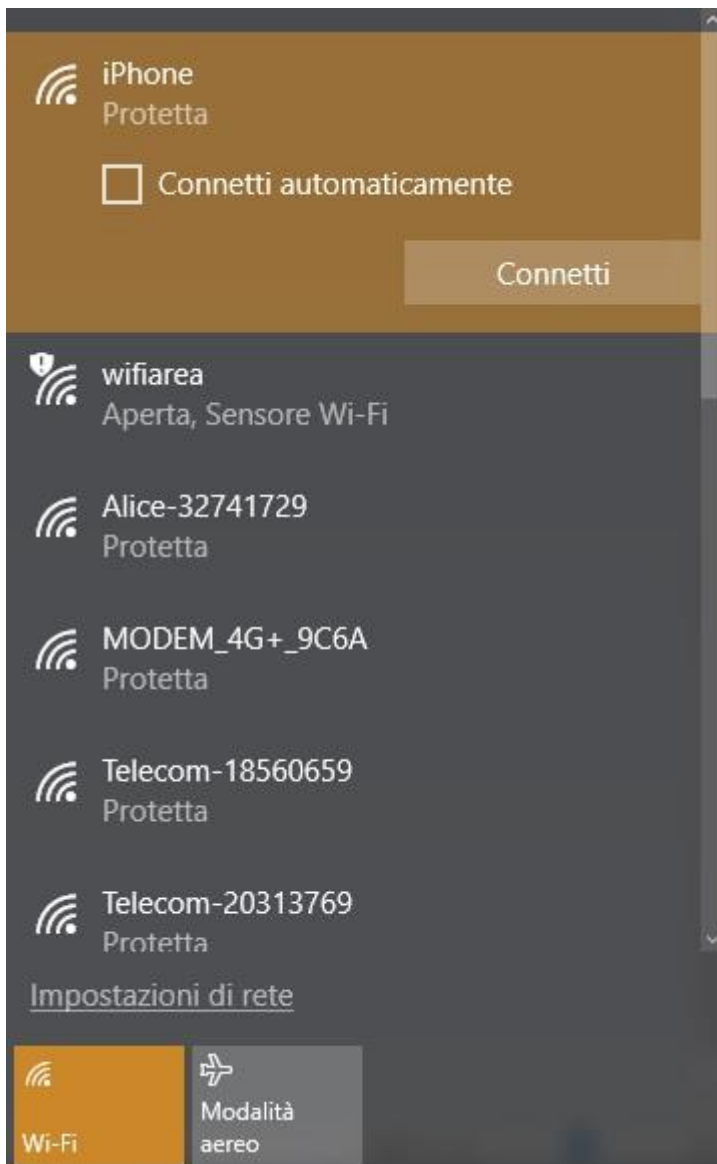 iPhone
Protetta
Connetti automaticamente
Connetti
wifiarea
Aperta, Sensore Wi-Fi
Alice-32741729
Protetta
MODEM_4G+_9C6A
Protetta
Telecom-18560659
Protetta
Telecom-20313769
Protetta
Impostazioni di rete
Wi-Fi
Modalità
aereo